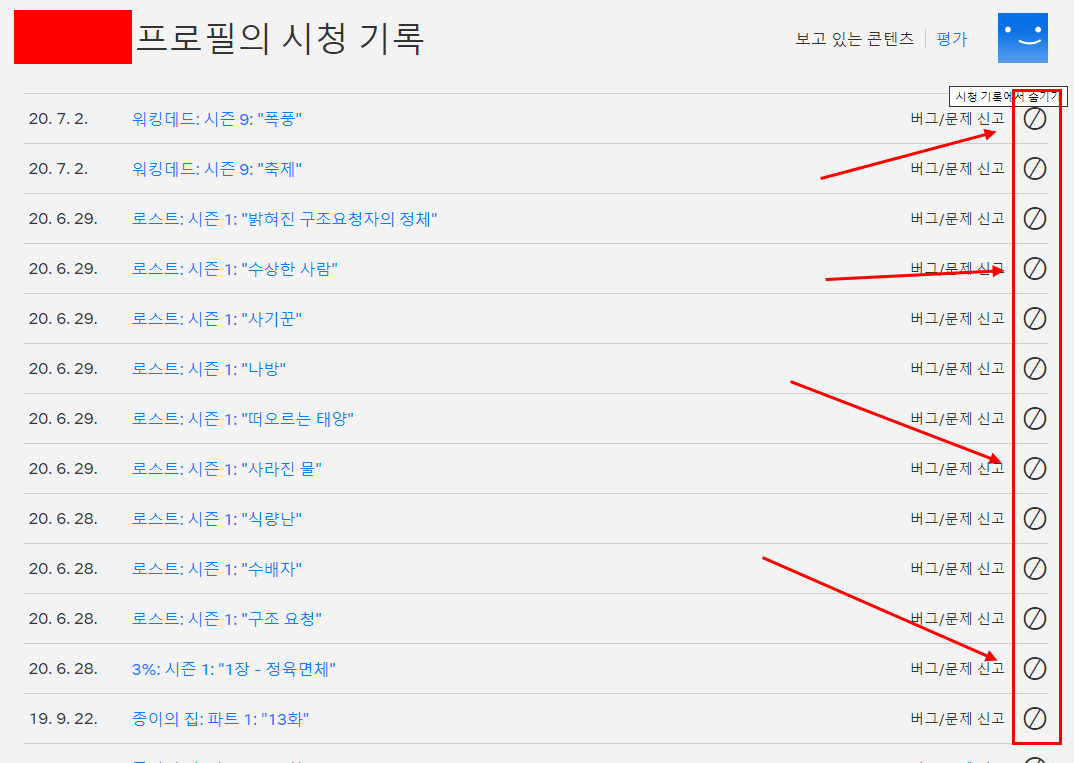 프로필의 시청 기록
보고 있는 콘텐츠 평가
시청 기록에서 숨기기
20. 7. 2. 워킹데드: 시즌 9: "폭풍" 버그/문제 신고
20. 7. 2. 워킹데드: 시즌 9: "축제" 버그/문제 신고
20. 6. 29. 로스트: 시즌 1: "밝혀진 구조요청자의 정체" 버그/문제 신고
20. 6. 29. 로스트: 시즌 1: "수상한 사람" 버그/문제 신고
20. 6. 29. 로스트: 시즌 1: "사기꾼" 버그/문제 신고
20. 6. 29. 로스트: 시즌 1: "나방" 버그/문제 신고
20. 6. 29. 로스트: 시즌 1: "떠오르는 태양" 버그/문제 신고
20. 6. 29. 로스트: 시즌 1: "사라진 물" 버그/문제 신고
20. 6. 28. 로스트: 시즌 1: "식량난" 버그/문제 신고
20. 6. 28. 로스트: 시즌 1: "수배자" 버그/문제 신고
20. 6. 28. 로스트: 시즌 1: "구조 요청" 버그/문제 신고
20. 6. 28. 3%: 시즌 1: "1장 - 정육면체" 버그/문제 신고
19. 9. 22. 종이의 집: 파트 1: "13화" 버그/문제 신고